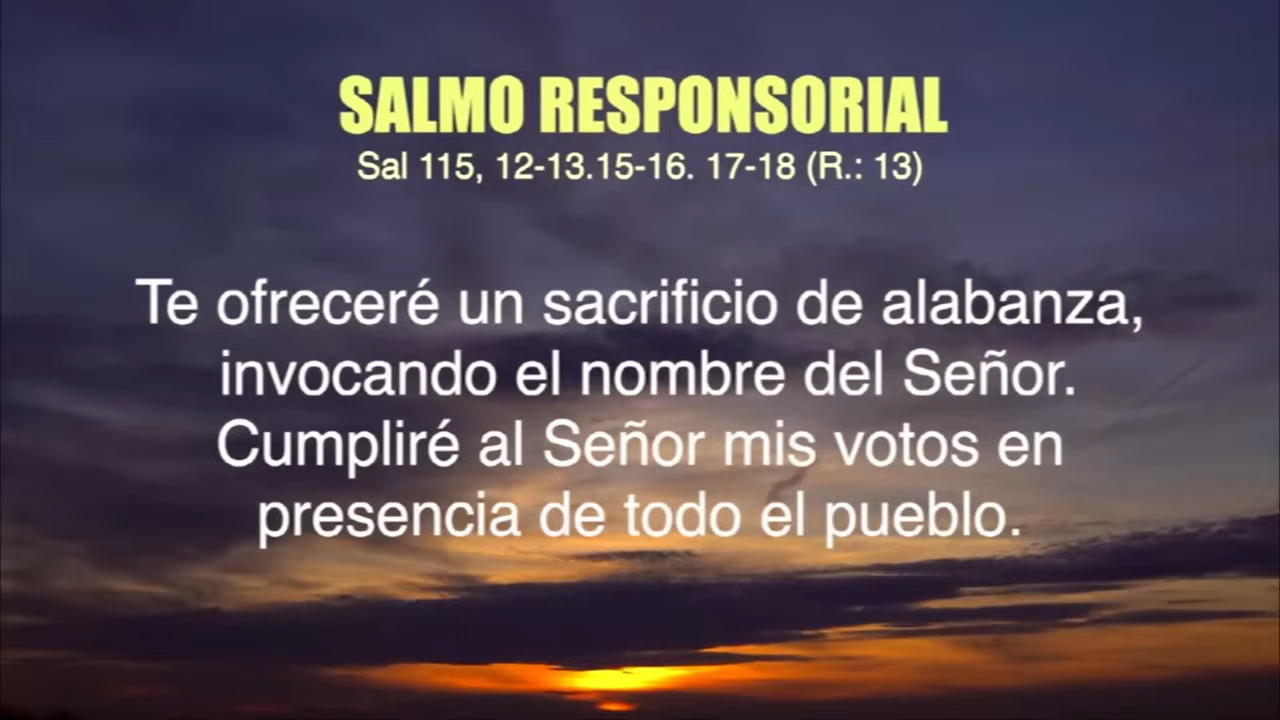 SALMO RESPONSORIAL
Sal 115, 12-13.15-16. 17-18 (R.: 13)
Te ofreceré un sacrificio de alabanza,
invocando el nombre del Señor.
Cumpliré al Señor mis votos en
presencia de todo el pueblo.